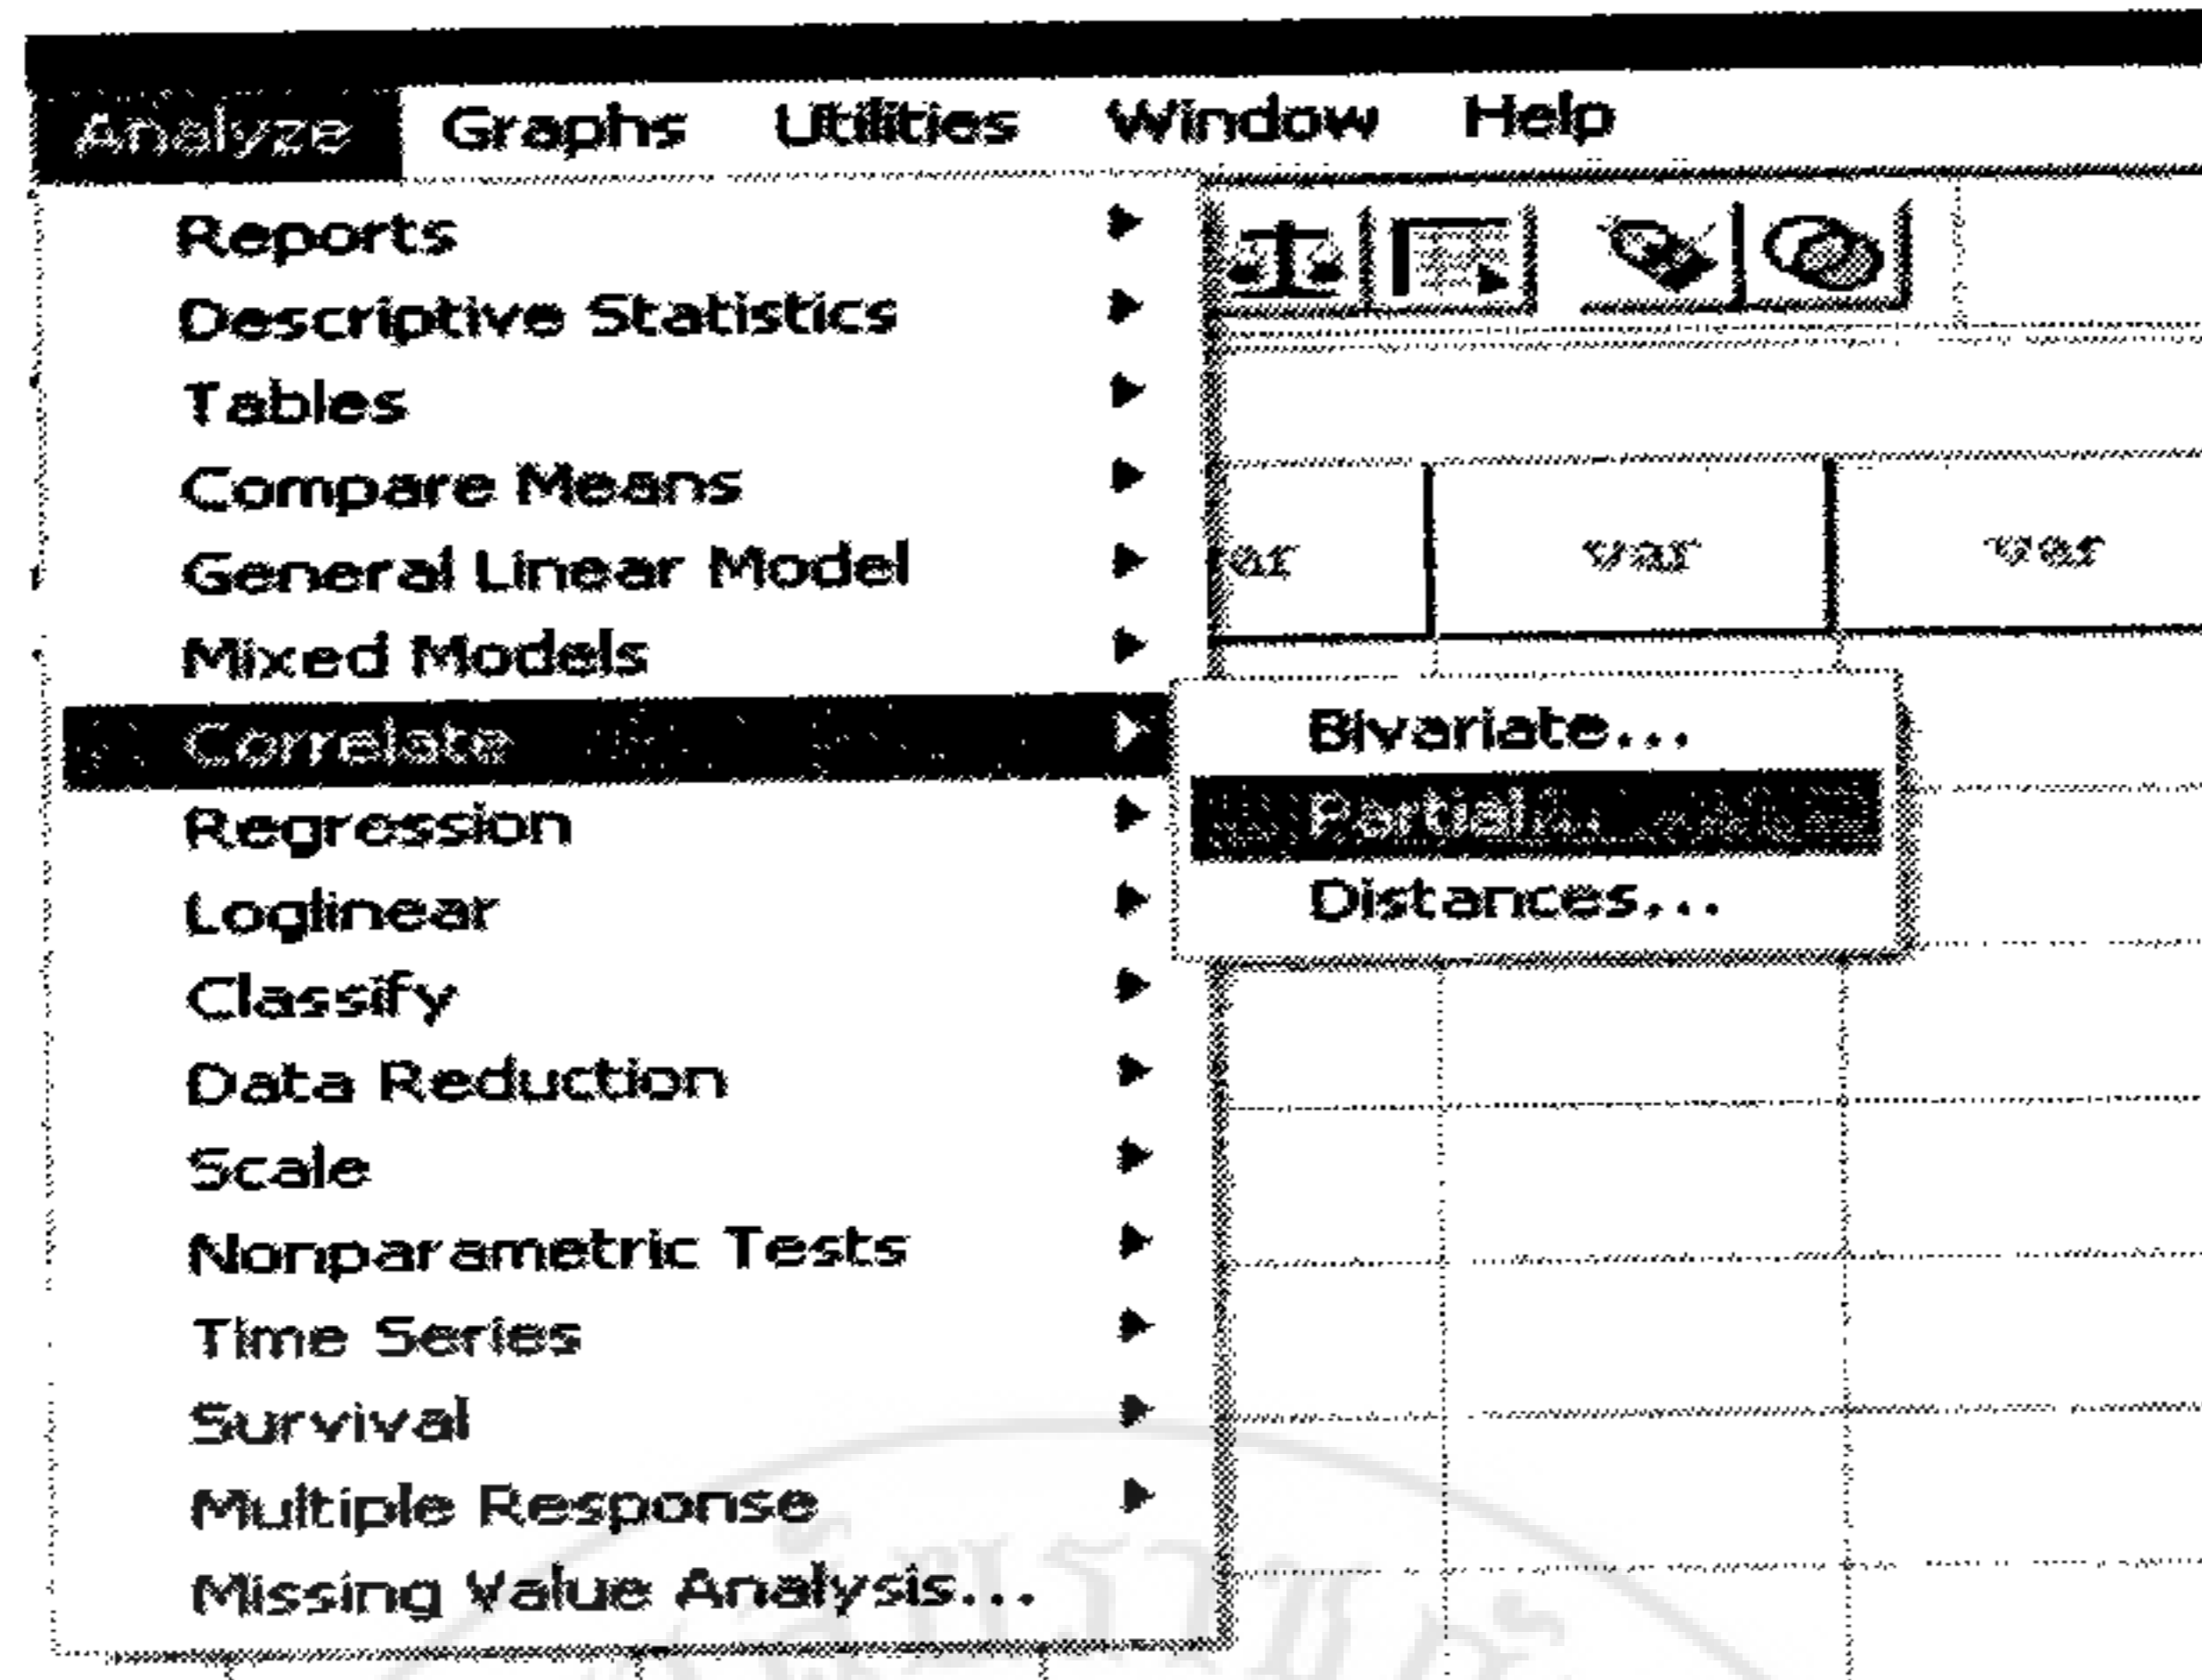 Analyze Graphs Utilities Window Help
Reports
Descriptive Statistics
Tables
Compare Means
General Linear Model
ar var var
Mixed Models
Correlate
Bivariate...
Partial...
Distances...
Regression
Loglinear
Classify
Data Reduction
Scale
Nonparametric Tests
Time Series
Survival
Multiple Response
Missing Value Analysis...